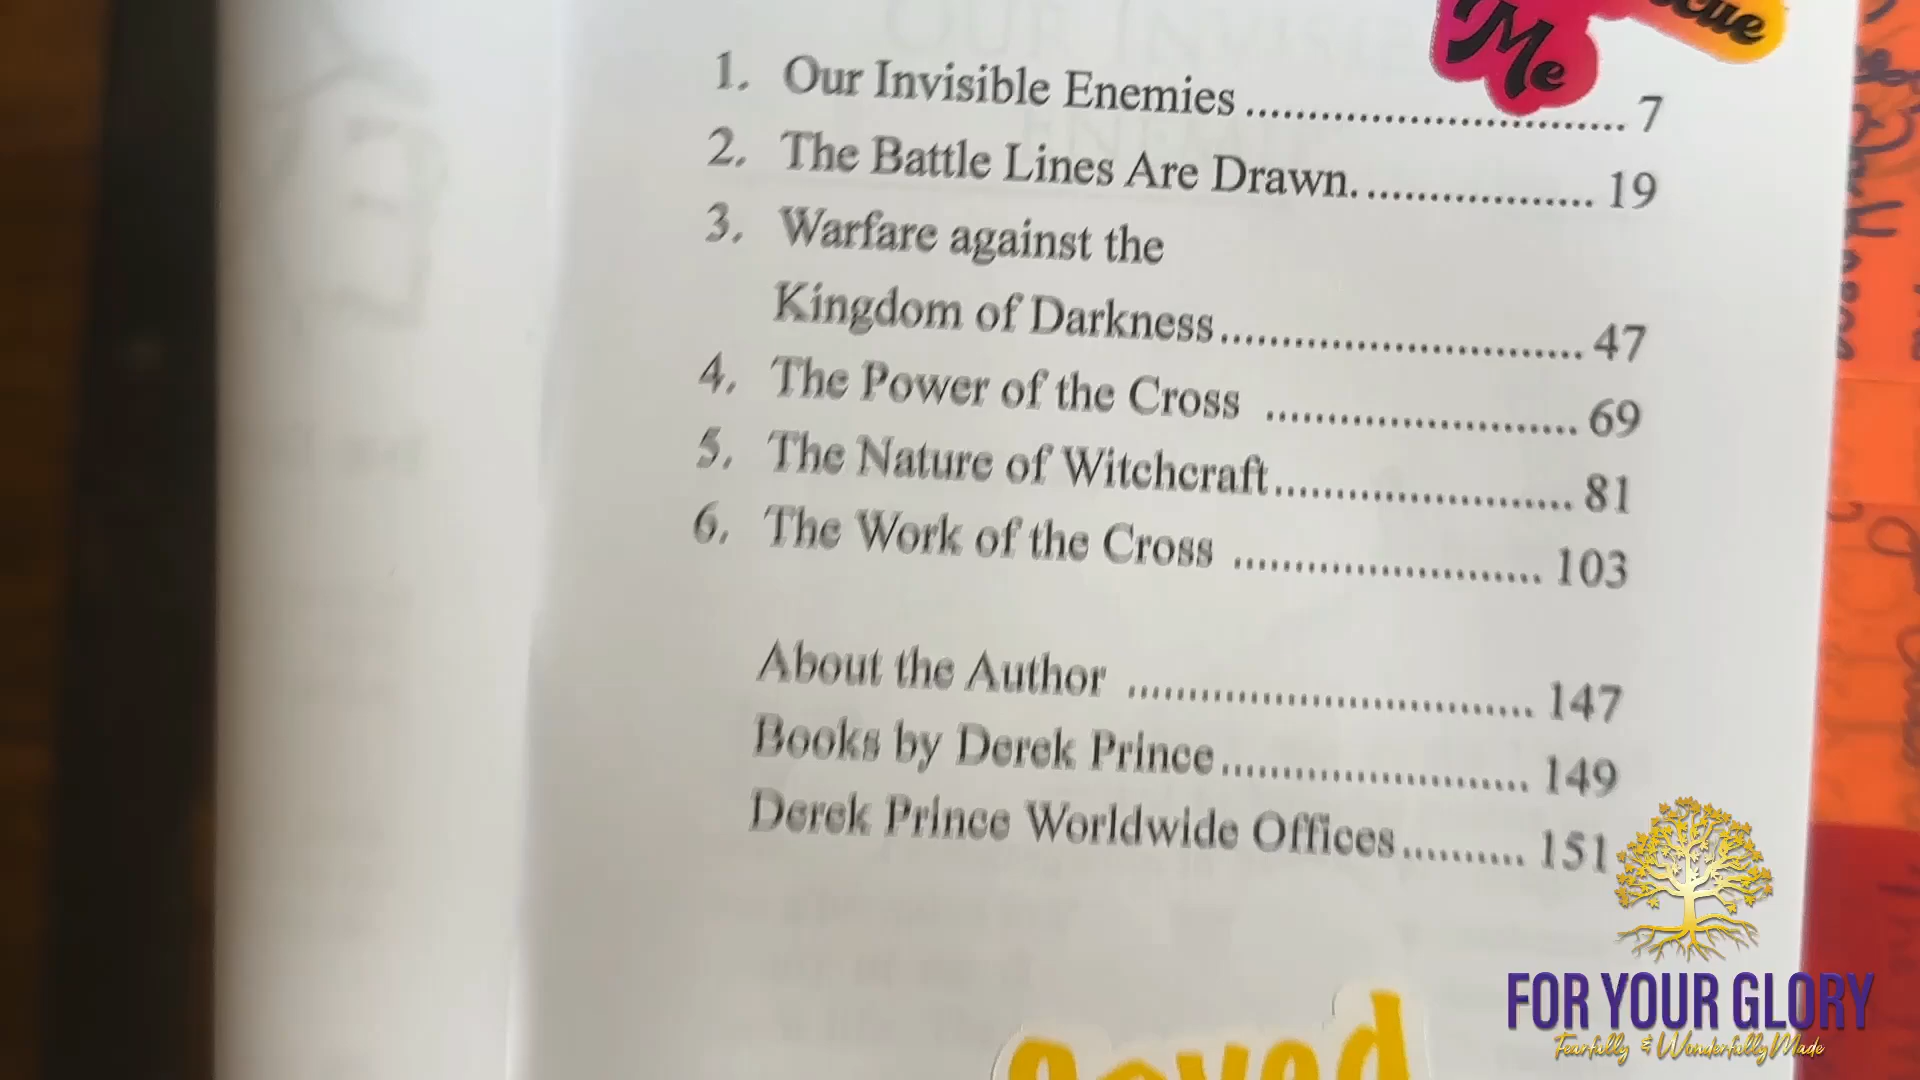 Me
1. Our Invisible Enemies ................................ 7
2. The Battle Lines Are Drawn. ................... 19
3. Warfare against the
Kingdom of Darkness............................. 47
4. The Power of the Cross ......................... 69
5. The Nature of Witchcraft........................ 81
6. The Work of the Cross ......................... 103
About the Author ................................. 147
Books by Derek Prince......................... 149
Derek Prince Worldwide Offices.......... 151
FOR YOUR GLORY
Fearfully & Wonderfully Made
Saved